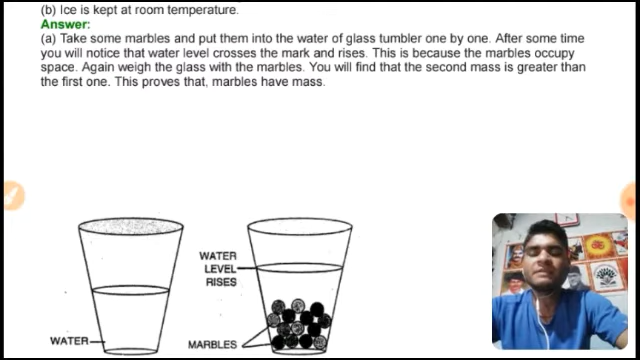 (b) Ice is kept at room temperature.
Answer:
(a) Take some marbles and put them into the water of glass tumbler one by one. After some time
you will notice that water level crosses the mark and rises. This is because the marbles occupy
space. Again weigh the glass with the marbles. You will find that the second mass is greater than
the first one. This proves that, marbles have mass.
WATER
LEVEL
RISES
WATER
MARBLES